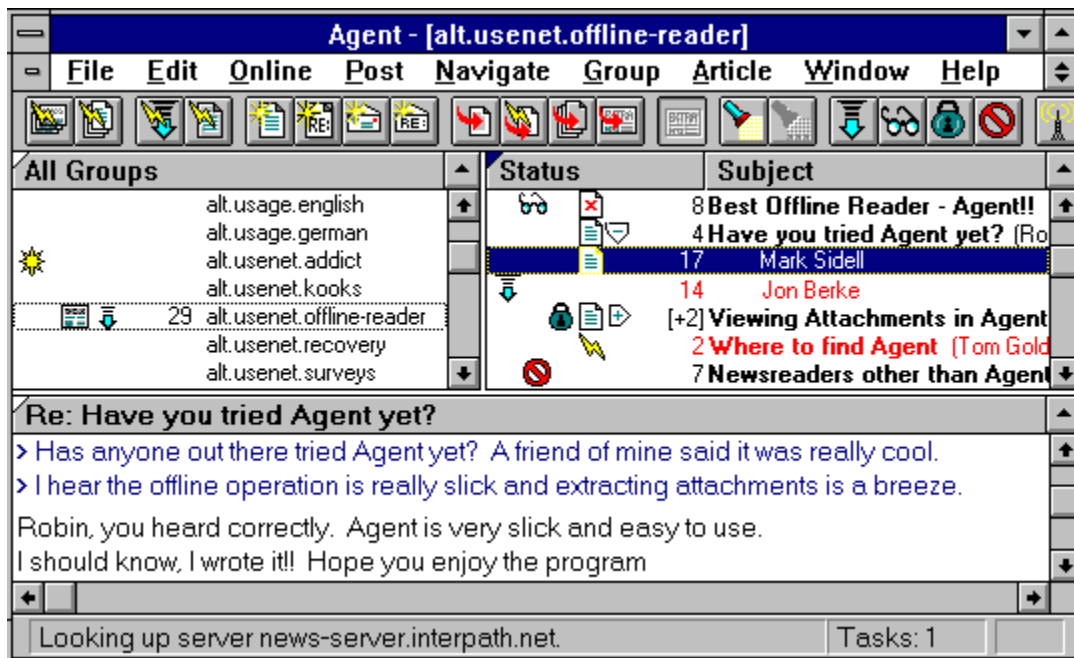 Agent - [alt.usenet.offline-reader]
File Edit Online Post Navigate Group Article Window Help
RE: RE: EXTRA EXTRA
All Groups
Status Subject
alt.usage.english
alt.usage.german
alt.usenet.addict
alt.usenet.kooks
29 alt.usenet.offline-reader
alt.usenet.recovery
alt.usenet.surveys
8 Best Offline Reader - Agent!!
4 Have you tried Agent yet? (Ro
17 Mark Sidell
14 Jon Berke
[+2] Viewing Attachments in Agent
2 Where to find Agent (Tom Gold
7 Newsreaders other than Agent
Re: Have you tried Agent yet?
> Has anyone out there tried Agent yet? A friend of mine said it was really cool.
> I hear the offline operation is really slick and extracting attachments is a breeze.
Robin, you heard correctly. Agent is very slick and easy to use.
I should know, I wrote it!! Hope you enjoy the program
Looking up server news-server.interpath.net.
Tasks: 1